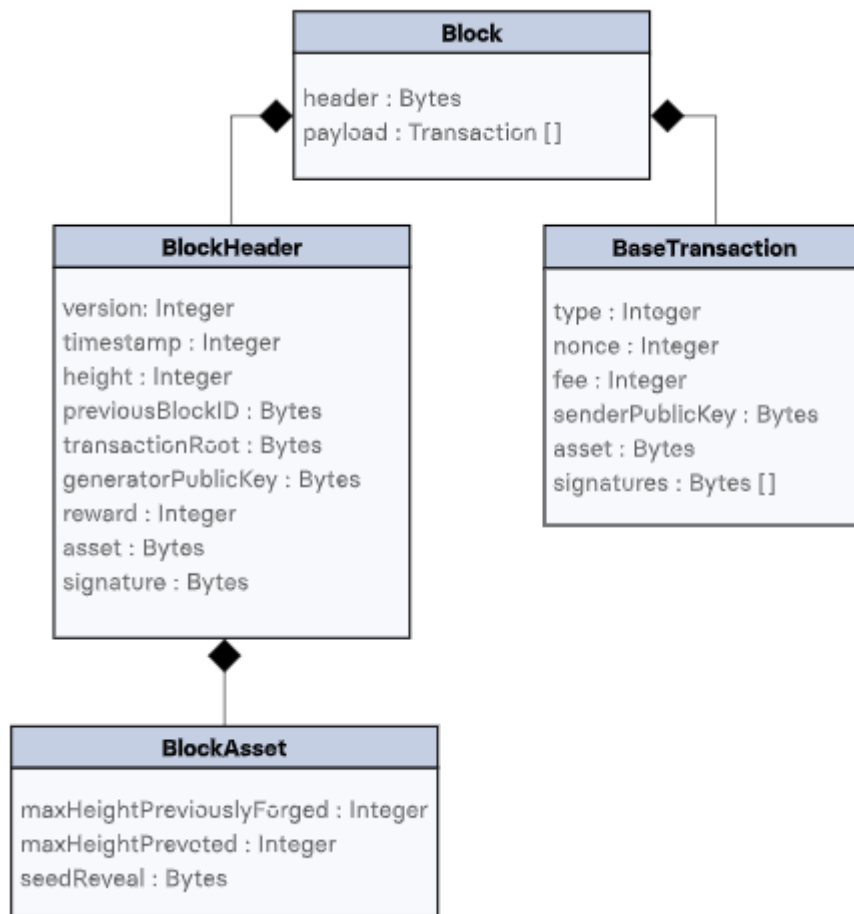 Block
header : Bytes
payload : Transaction []
BlockHeader
version: Integer
timestamp : Integer
height : Integer
previousBlockID : Bytes
transactionRoot : Bytes
generatorPublicKey : Bytes
reward : Integer
asset : Bytes
signature : Bytes
BaseTransaction
type : Integer
nonce : Integer
fee : Integer
senderPublicKey : Bytes
asset : Bytes
signatures : Bytes []
BlockAsset
maxHeightPreviouslyForged : Integer
maxHeightPrevoted : Integer
seedReveal : Bytes